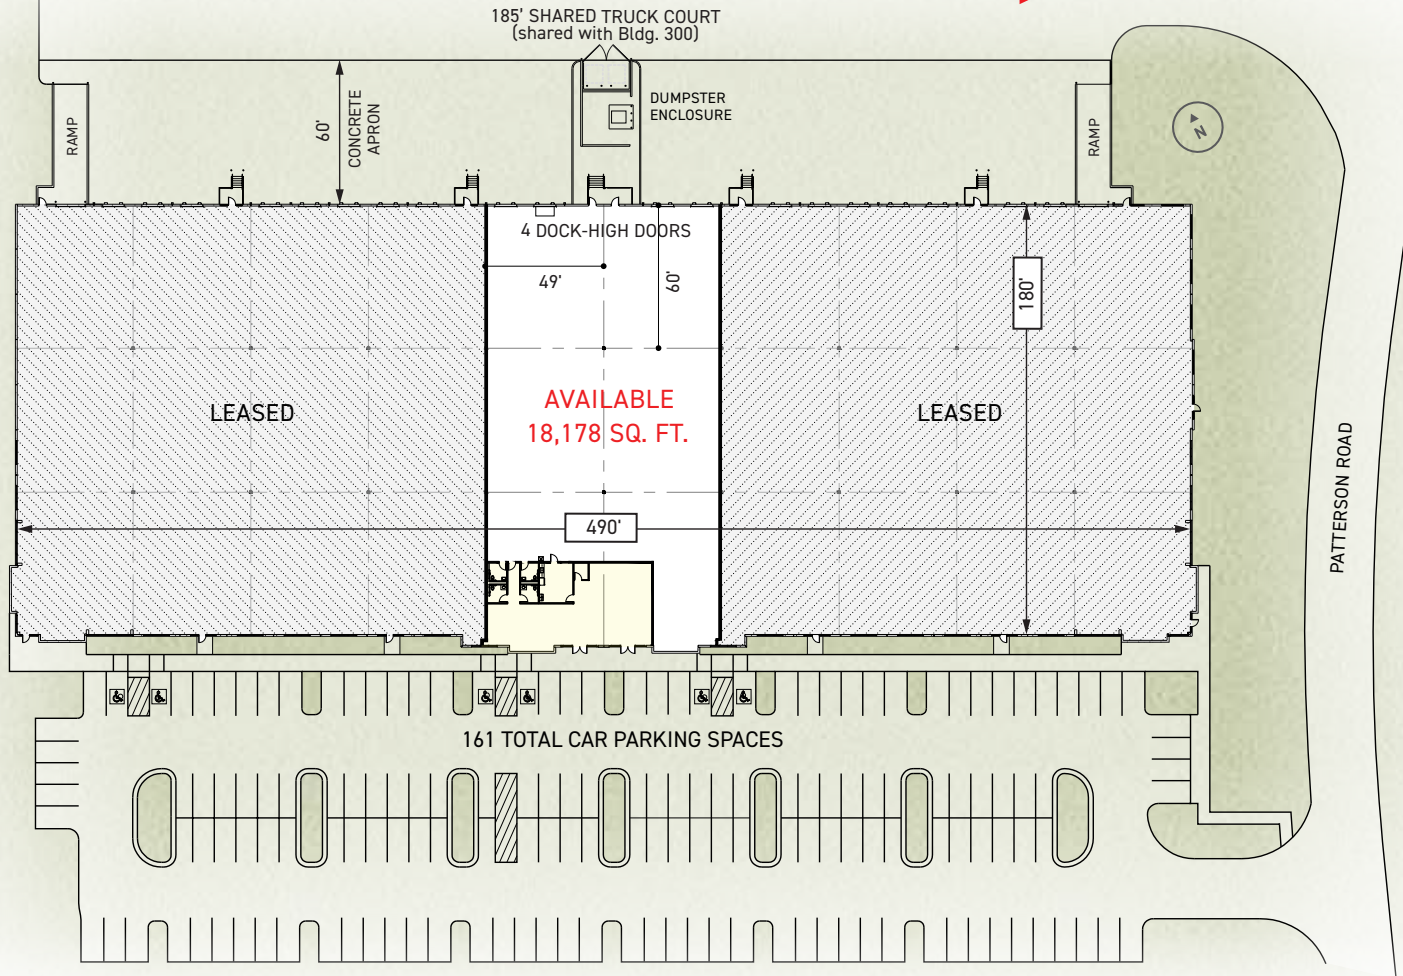 185' SHARED TRUCK COURT
(shared with Bldg. 300)
DUMPSTER
ENCLOSURE
60'
CONCRETE
APRON
RAMP
RAMP
N
4 DOCK-HIGH DOORS
49'
60'
180'
LEASED
AVAILABLE
18,178 SQ. FT.
LEASED
490'
PATTERSON ROAD
161 TOTAL CAR PARKING SPACES